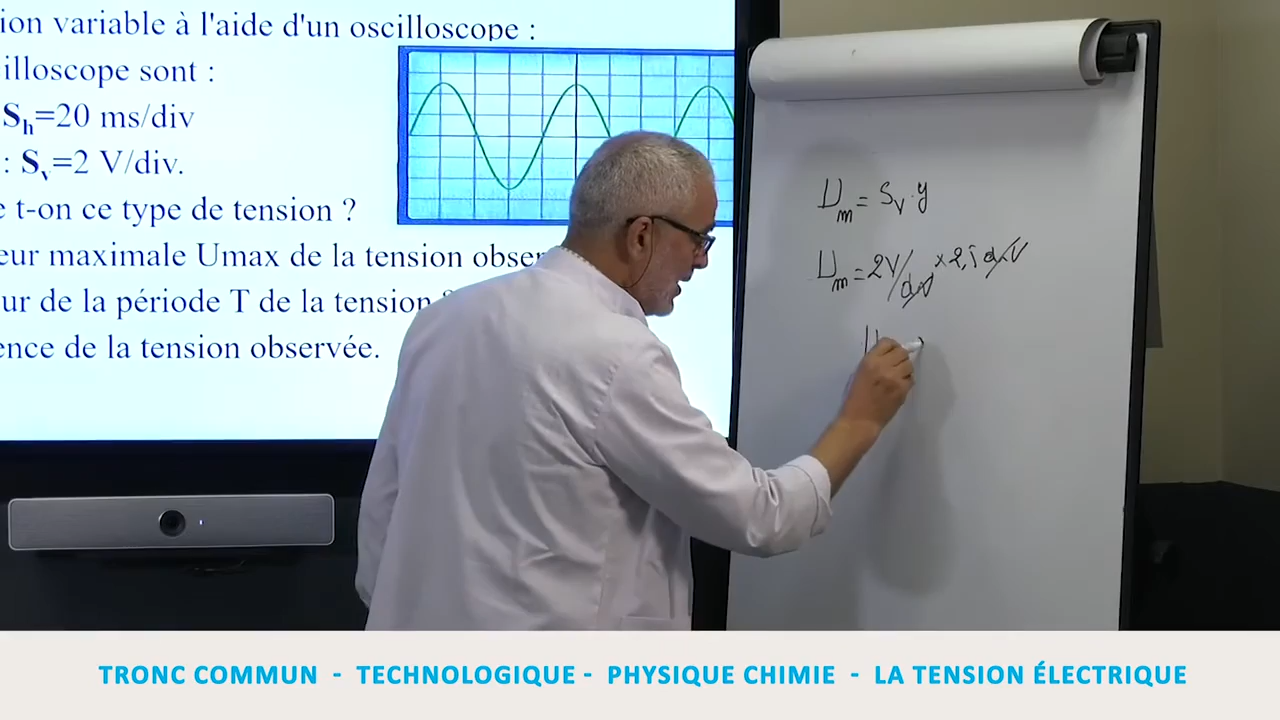 ion variable à l'aide d'un oscilloscope :
illoscope sont :
Sh=20 ms/div
: Sv=2 V/div.
e t-on ce type de tension ?
eur maximale Umax de la tension obser
ur de la période T de la tension
ence de la tension observée.
Um = Sv.y
Um = 2V/div × 2,5 div
TRONC COMMUN - TECHNOLOGIQUE - PHYSIQUE CHIMIE - LA TENSION ÉLECTRIQUE